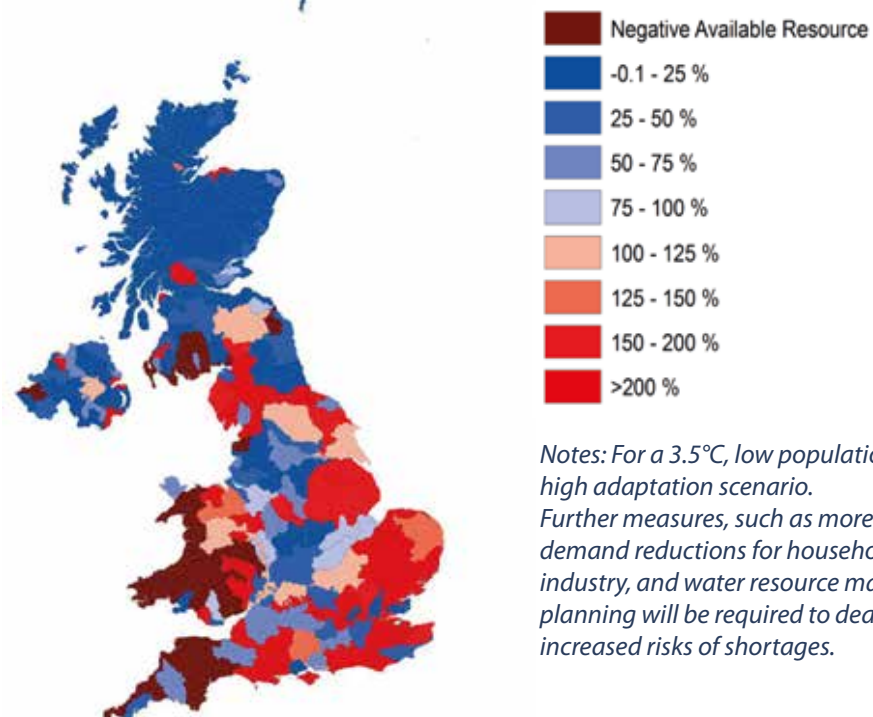 Negative Available Resource
-0.1 - 25 %
25 - 50 %
50 - 75 %
75 - 100 %
100 - 125 %
125 - 150 %
150 - 200 %
>200 %
Notes: For a 3.5°C, low population
high adaptation scenario.
Further measures, such as more
demand reductions for househo
industry, and water resource ma
planning will be required to dea
increased risks of shortages.